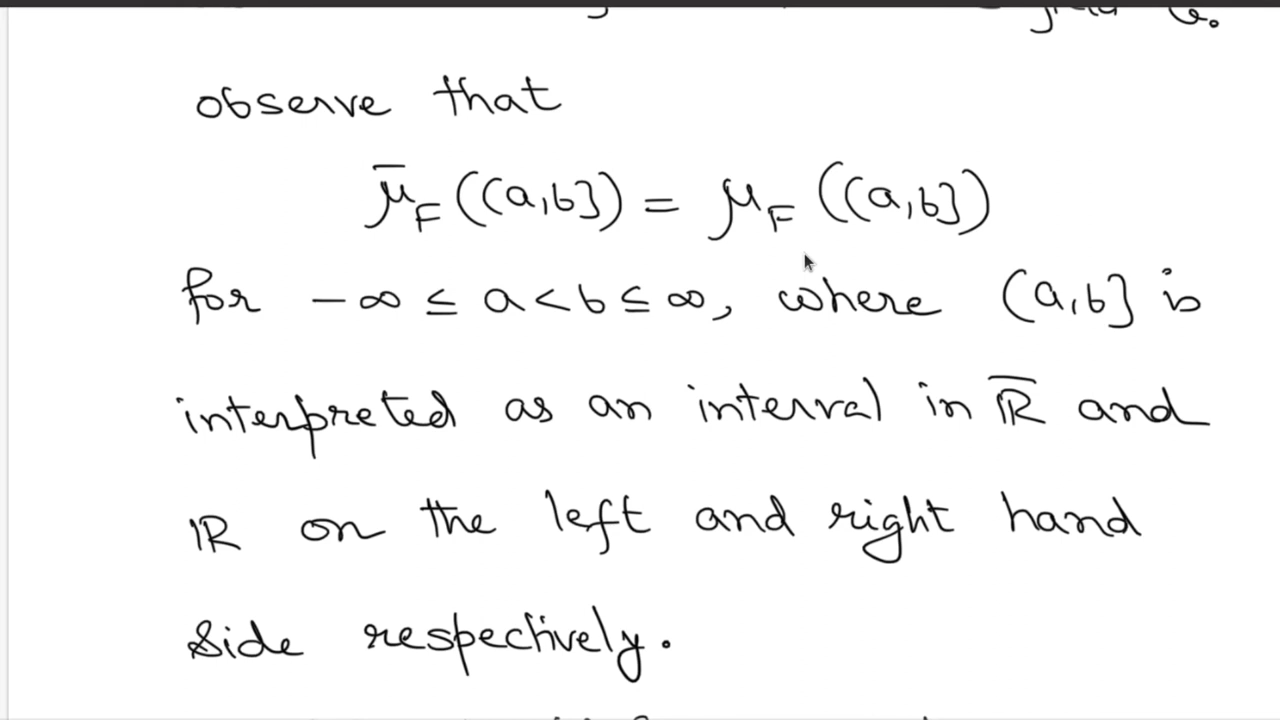 observe that
μ̄_F((a,b]) = μ_F((a,b])
for -∞ ≤ a < b ≤ ∞, where (a,b] is
interpreted as an interval in ℝ̄ and
ℝ on the left and right hand
side respectively.